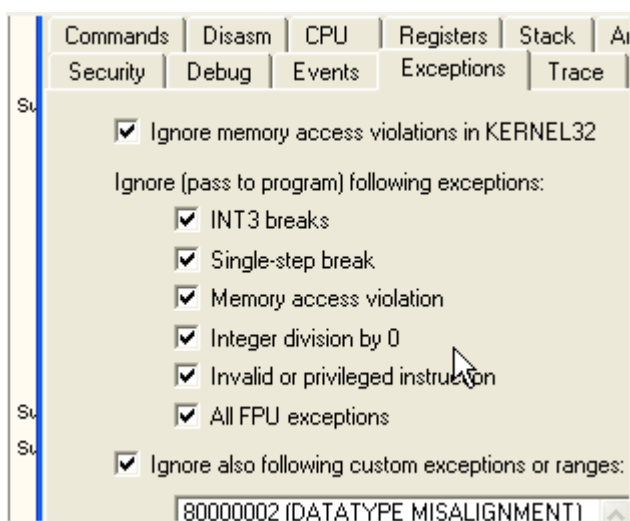 Commands Disasm CPU Registers Stack
Security Debug Events Exceptions Trace
Ignore memory access violations in KERNEL32
Ignore (pass to program) following exceptions:
INT3 breaks
Single-step break
Memory access violation
Integer division by 0
Invalid or privileged instruction
All FPU exceptions
Ignore also following custom exceptions or ranges:
80000002 (DATATYPE MISALIGNMENT)